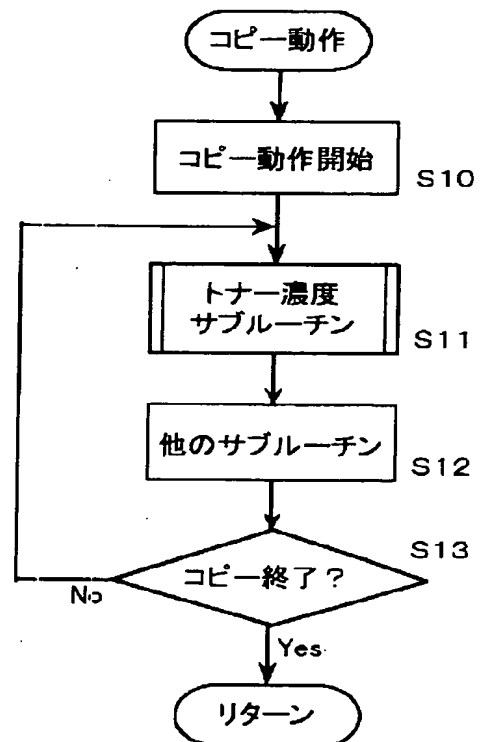 コピー動作
コピー動作開始
S10
トナー濃度
サブルーチン
S11
他のサブルーチン
S12
S13
コピー終了？
No
Yes
リターン